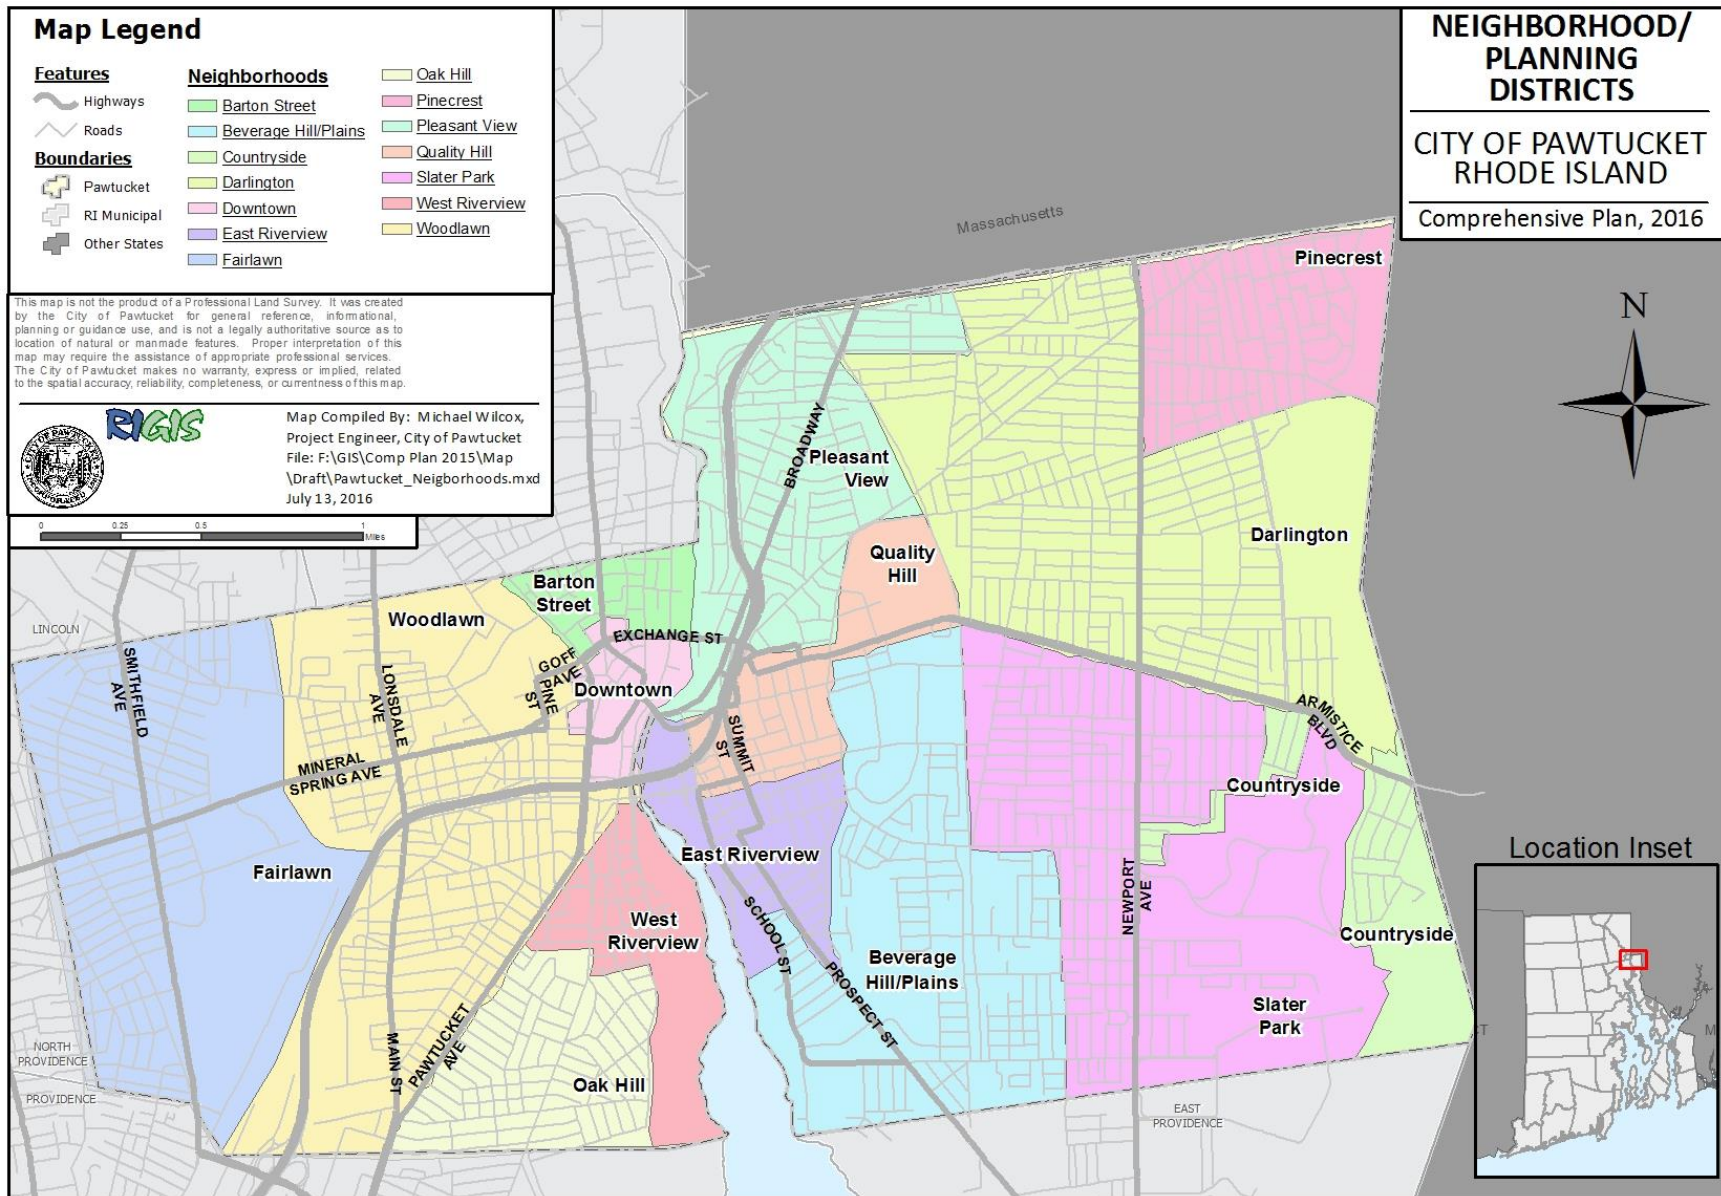 Map Legend
Features
Highways
Roads
Boundaries
Pawtucket
RI Municipal
Other States
Neighborhoods
Barton Street
Beverage Hill/Plains
Countryside
Darlington
Downtown
East Riverview
Fairlawn
Oak Hill
Pinecrest
Pleasant View
Quality Hill
Slater Park
West Riverview
Woodlawn
This map is not the product of a Professional Land Survey. It was created
by the City of Pawtucket for general reference, informational,
planning or guidance use, and is not a legally authoritative source as to
location of natural or manmade features. Proper interpretation of this
map may require the assistance of appropriate professional services.
The City of Pawtucket makes no warranty, express or implied, related
to the spatial accuracy, reliability, completeness, or currentness of this map.
RIGIS
Map Compiled By: Michael Wilcox,
Project Engineer, City of Pawtucket
File: F:\GIS\Comp Plan 2015\Map
\Draft\Pawtucket_Neigborhoods.mxd
July 13, 2016
0 0.25 0.5 1
Miles
NEIGHBORHOOD/
PLANNING
DISTRICTS
CITY OF PAWTUCKET
RHODE ISLAND
Comprehensive Plan, 2016
N
Massachusetts
Pinecrest
BROADWAY
Pleasant
View
Darlington
Quality
Hill
Barton
Street
Woodlawn
LINCOLN
EXCHANGE ST
GOFF
AVE
PINE
ST
Downtown
SMITHFIELD
AVE
LONSDALE
AVE
MINERAL
SPRING AVE
SUMMIT
ST
ARMISTICE
BLVD
Countryside
Fairlawn
East Riverview
NEWPORT
AVE
West
Riverview
SCHOOL ST
Countryside
Beverage
Hill/Plains
PROSPECT ST
Slater
Park
NORTH
PROVIDENCE
MAIN ST
PAWTUCKET
AVE
Oak Hill
PROVIDENCE
EAST
PROVIDENCE
Location Inset
CT
M